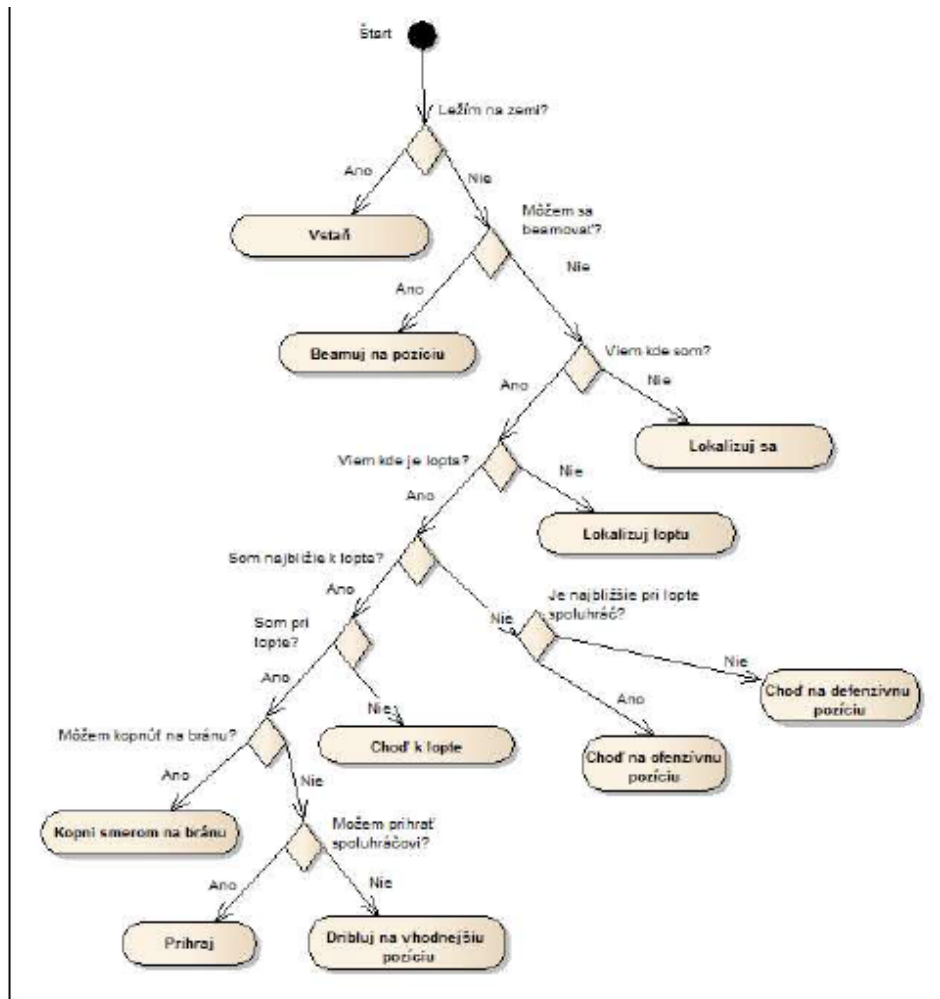 Štart
Ležím na zemi?
Ano
Nie
Vstaň
Môžem sa
beamovať?
Nie
Ano
Beamuj na pozíciu
Viem kde som?
Ano
Nie
Lokalizuj sa
Viem kde je lopta?
Nie
Ano
Lokalizuj loptu
Som najbližie k lopte?
Ano
Je najbližšie pri lopte
spoluhráč?
Nie
Som pri
lopte?
Nie
Ano
Choď na defenzívnu
pozíciu
Ano
Nie
Choď k lopte
Choď na ofenzívnu
pozíciu
Môžem kopnúť na bránu?
Ano
Nie
Kopni smerom na bránu
Možem prihrať
spoluhráčovi?
Ano
Nie
Prihraj
Dribluj na vhodnejšiu
pozíciu